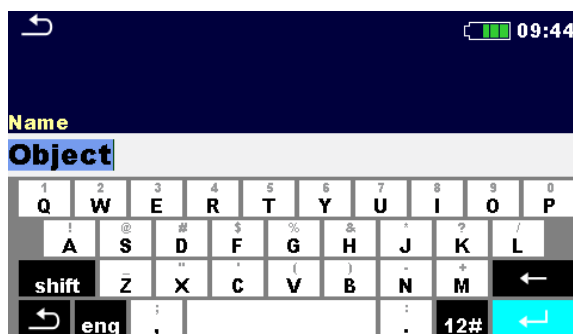 09:44
Name
Object
1 2 3 4 5 6 7 8 9 0
Q W E R T Y U I O P
! @ # $ % & * ? /
A S D F G H J K L
_ " ' ( ) - +
shift Z X C V B N M ←
; :
eng , . 12#